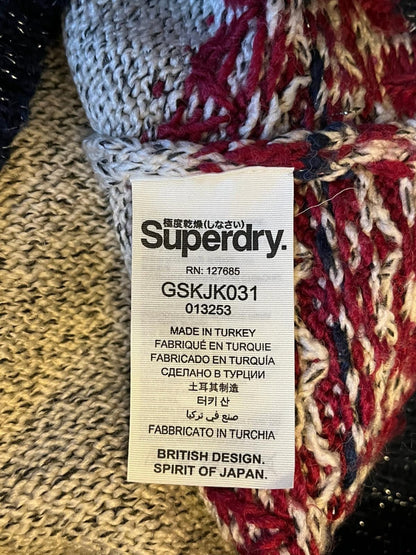 極度乾燥(しなさい)
Superdry.
RN: 127685
GSKJK031
013253
MADE IN TURKEY
FABRIQUÉ EN TURQUIE
FABRICADO EN TURQUÍA
СДЕЛАНО В ТУРЦИИ
土耳其制造
터키 산
صنع في تركيا
FABBRICATO IN TURCHIA
BRITISH DESIGN.
SPIRIT OF JAPAN.